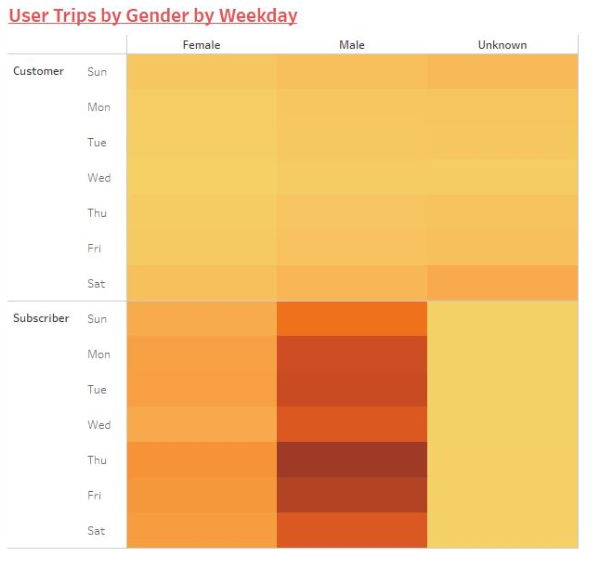 User Trips by Gender by Weekday
Female Male Unknown
Customer Sun
Mon
Tue
Wed
Thu
Fri
Sat
Subscriber Sun
Mon
Tue
Wed
Thu
Fri
Sat